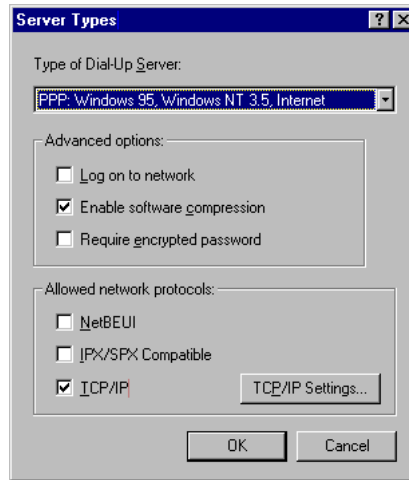 Server Types
Type of Dial-Up Server:
PPP: Windows 95, Windows NT 3.5, Internet
Advanced options:
Log on to network
Enable software compression
Require encrypted password
Allowed network protocols:
NetBEUI
IPX/SPX Compatible
TCP/IP
TCP/IP Settings...
OK
Cancel